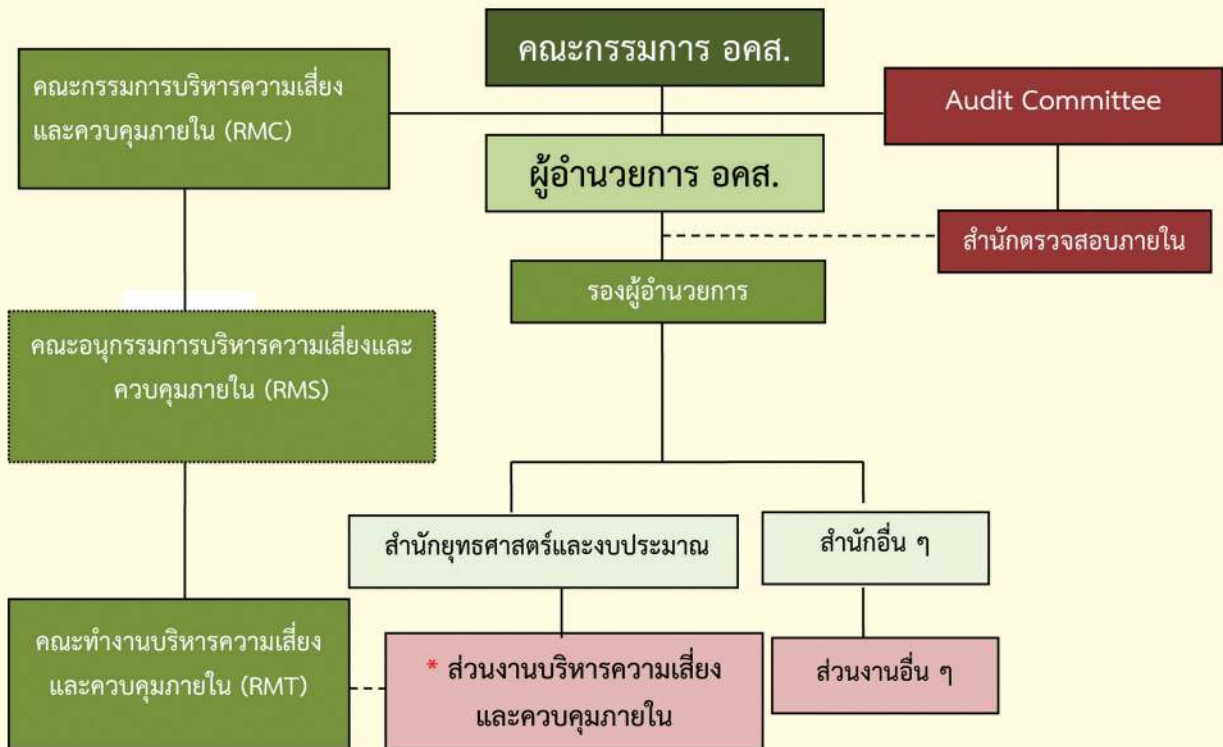 คณะกรรมการ อคส.
คณะกรรมการบริหารความเสี่ยง
และควบคุมภายใน (RMC)
Audit Committee
ผู้อำนวยการ อคส.
สำนักตรวจสอบภายใน
รองผู้อำนวยการ
คณะอนุกรรมการบริหารความเสี่ยงและ
ควบคุมภายใน (RMS)
สำนักยุทธศาสตร์และงบประมาณ
สำนักอื่น ๆ
คณะทำงานบริหารความเสี่ยง
และควบคุมภายใน (RMT)
* ส่วนงานบริหารความเสี่ยง
และควบคุมภายใน
ส่วนงานอื่น ๆ